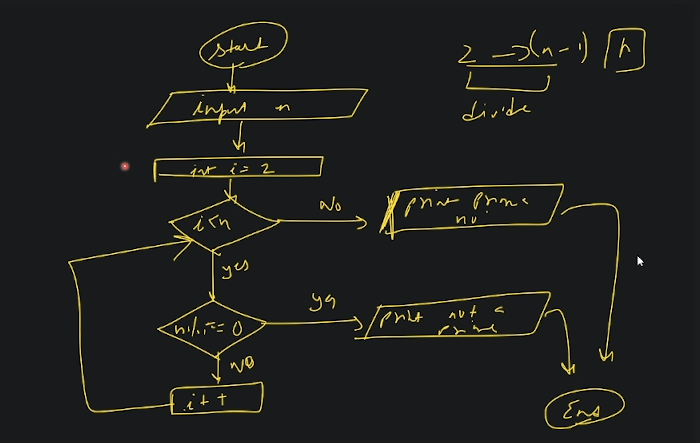 start
2 → (n-1) n
divide
input n
int i = 2
i<n
No
print prime
no.
yes
n%i==0
yes
print not a
prime
NO
i++
End